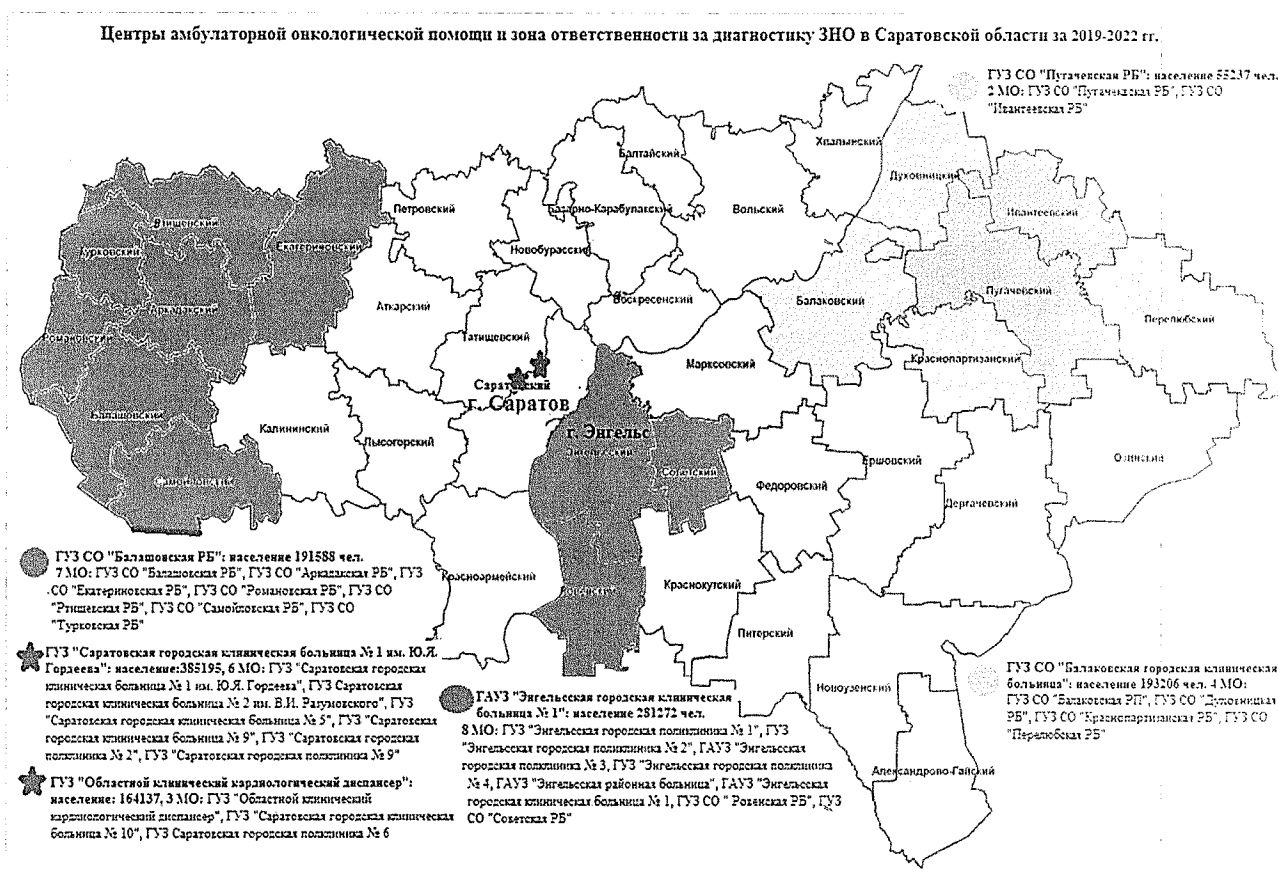 Центры амбулаторной онкологической помощи и зона ответственности за диагностику ЗНО в Саратовской области за 2019-2022 гг.
ГУЗ СО "Пугачевская РБ": население 55237 чел.
2 МО: ГУЗ СО "Пугачевская РБ", ГУЗ СО
"Ивантеевская РБ"
Хвалынский
Балтайский
Духовницкий
Петровский
Базарно-Карабулакский
Вольский
Ивантеевский
Ртищевский
Турковский
Екатериновский
Новобурасский
Аткарский
Воскресенский
Балаковский
Пугачевский
Перелюбский
Аркадакский
Романовский
Татищевский
Марксовский
Краснопартизанский
Саратовский
г. Саратов
Балашовский
Калининский
Лысогорский
г. Энгельс
Энгельсский
Советский
Федоровский
Ершовский
Озинский
Самойловский
Дергачевский
Красноармейский
Ровенский
Краснокутский
Питерский
Новоузенский
Александрово-Гайский
ГУЗ СО "Балашовская РБ": население 191588 чел.
7 МО: ГУЗ СО "Балашовская РБ", ГУЗ СО "Аркадакская РБ", ГУЗ
СО "Екатериновская РБ", ГУЗ СО "Романовская РБ", ГУЗ СО
"Ртищевская РБ", ГУЗ СО "Самойловская РБ", ГУЗ СО
"Турковская РБ"
ГУЗ "Саратовская городская клиническая больница № 1 им. Ю.Я.
Гордеева": население:385195, 6 МО: ГУЗ "Саратовская городская
клиническая больница № 1 им. Ю.Я. Гордеева", ГУЗ Саратовская
городская клиническая больница № 2 им. В.И. Разумовского", ГУЗ
"Саратовская городская клиническая больница № 5", ГУЗ "Саратовская
городская клиническая больница № 9", ГУЗ "Саратовская городская
поликлиника № 2", ГУЗ "Саратовская городская поликлиника № 9"
ГУЗ "Областной клинический кардиологический диспансер":
население: 164137, 3 МО: ГУЗ "Областной клинический
кардиологический диспансер", ГУЗ "Саратовская городская клиническая
больница № 10", ГУЗ Саратовская городская поликлиника № 6
ГАУЗ "Энгельсская городская клиническая
больница № 1": население 281272 чел.
8 МО: ГУЗ "Энгельсская городская поликлиника № 1", ГУЗ
"Энгельсская городская поликлиника № 2", ГАУЗ "Энгельсская
городская поликлиника № 3, ГУЗ "Энгельсская городская поликлиника
№ 4, ГАУЗ "Энгельсская районная больница", ГАУЗ "Энгельсская
городская клиническая больница № 1, ГУЗ СО " Ровенская РБ", ГУЗ
СО "Советская РБ"
ГУЗ СО "Балаковская городская клиническая
больница": население 193206 чел. 4 МО:
ГУЗ СО "Балаковская РП", ГУЗ СО "Духовницкая
РБ", ГУЗ СО "Краснпартизанская РБ", ГУЗ СО
"Перелюбская РБ"